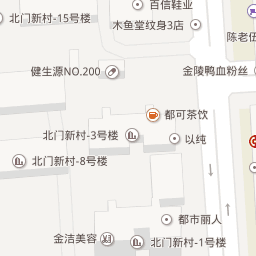 百信鞋业
北门新村-15号楼
木鱼堂纹身3店
陈老伍
金陵鸭血粉丝
健生源NO.200
都可茶饮
北门新村-3号楼
以纯
北门新村-8号楼
都市丽人
金洁美容
北门新村-1号楼